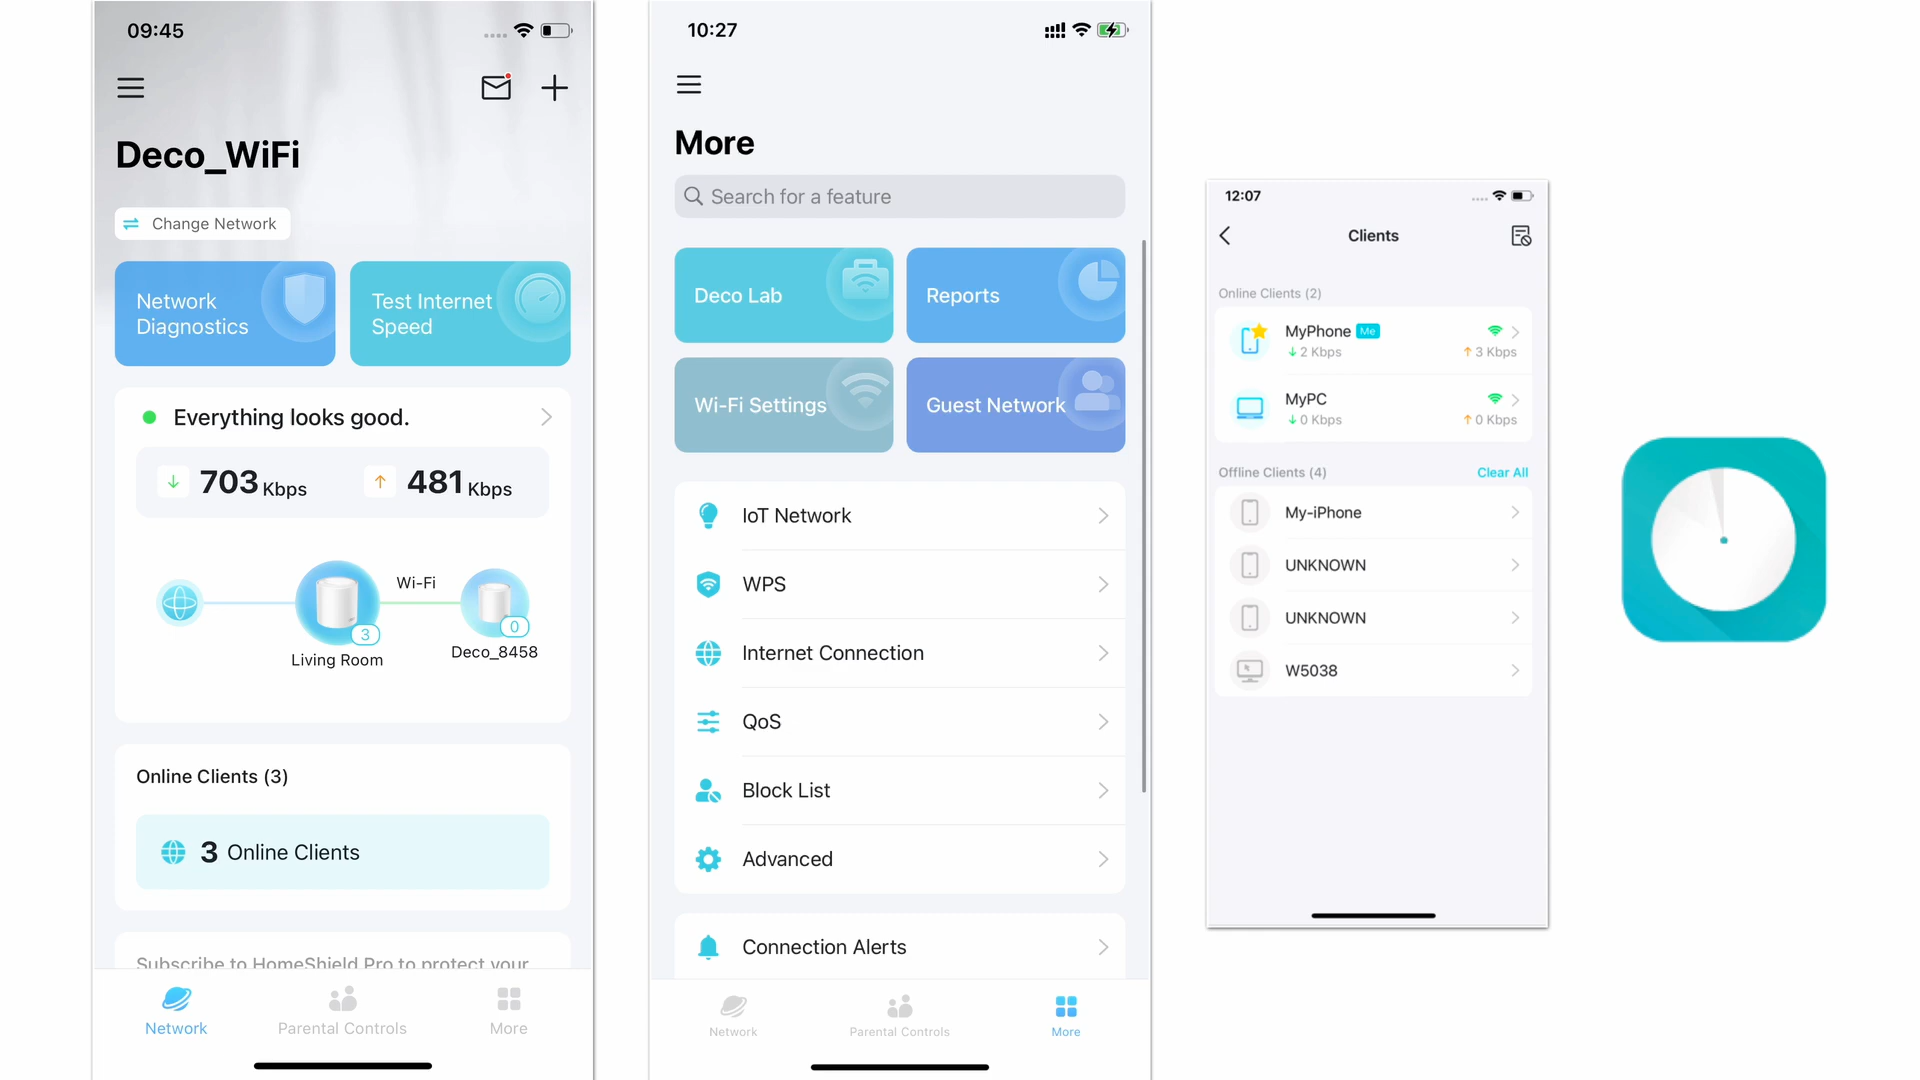 09:45
Deco_WiFi
Change Network
Network
Diagnostics
Test Internet
Speed
Everything looks good.
703 Kbps
481 Kbps
Wi-Fi
3
0
Living Room
Deco_8458
Online Clients (3)
3 Online Clients
Subscribe to HomeShield Pro to protect your
Network
Parental Controls
More
10:27
More
Search for a feature
Deco Lab
Reports
Wi-Fi Settings
Guest Network
IoT Network
WPS
Internet Connection
QoS
Block List
Advanced
Connection Alerts
Network
Parental Controls
More
12:07
Clients
Online Clients (2)
MyPhone Me
2 Kbps
3 Kbps
MyPC
0 Kbps
0 Kbps
Offline Clients (4)
Clear All
My-iPhone
UNKNOWN
UNKNOWN
W5038